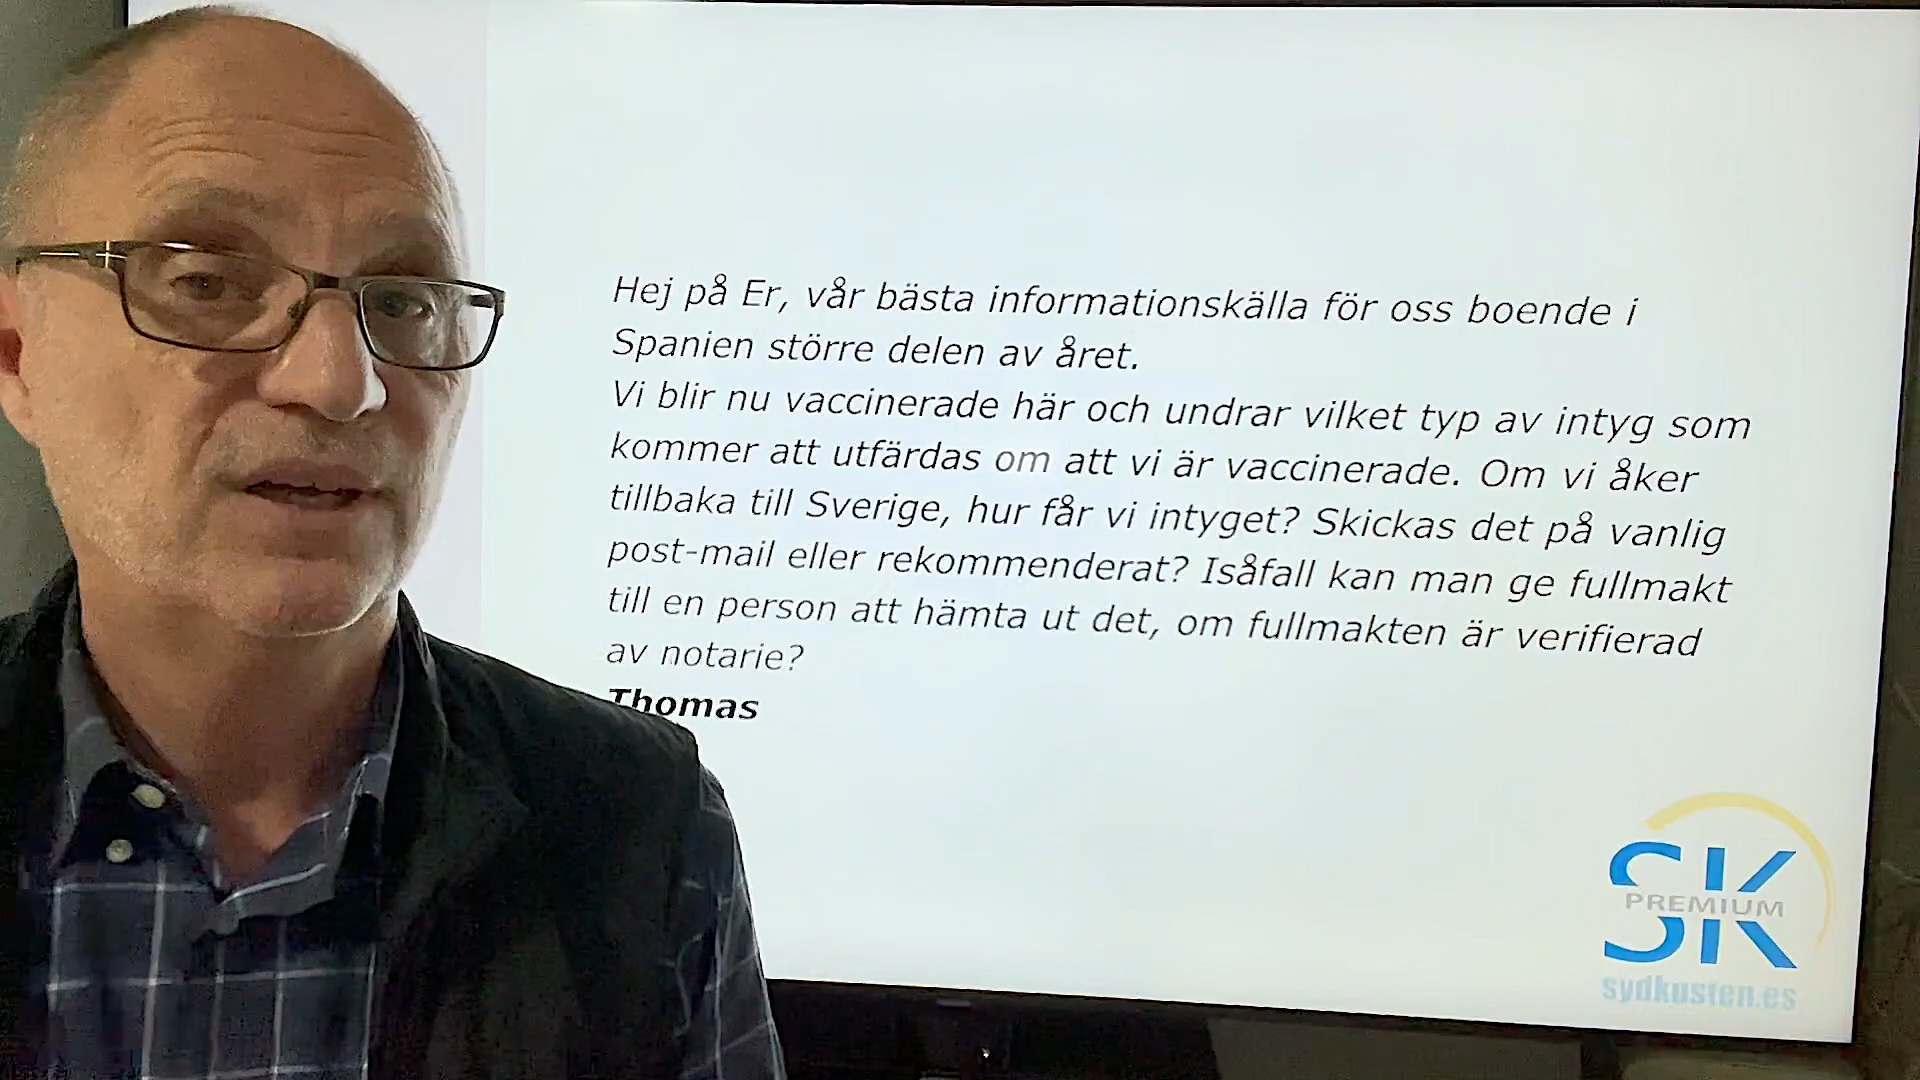 Hej på Er, vår bästa informationskälla för oss boende i
Spanien större delen av året.
Vi blir nu vaccinerade här och undrar vilket typ av intyg som
kommer att utfärdas om att vi är vaccinerade. Om vi åker
tillbaka till Sverige, hur får vi intyget? Skickas det på vanlig
post-mail eller rekommenderat? Isåfall kan man ge fullmakt
till en person att hämta ut det, om fullmakten är verifierad
av notarie?
Thomas
SK
PREMIUM
sydkusten.es